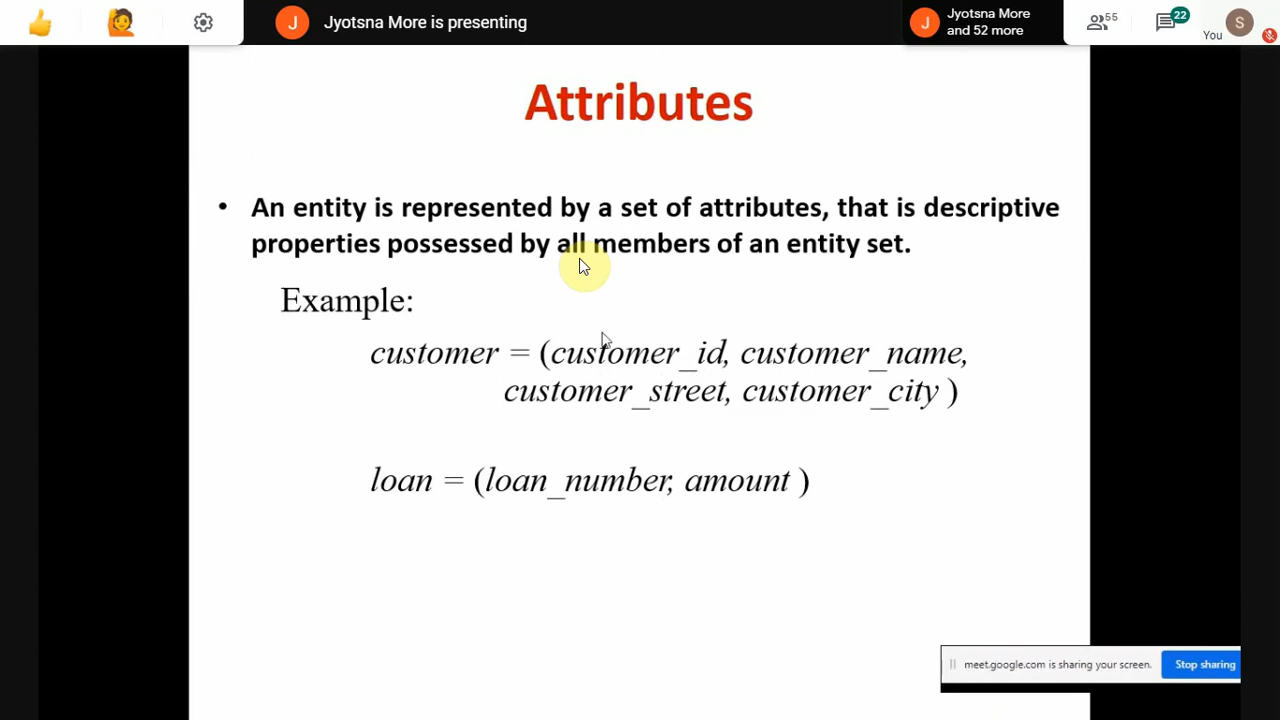 J Jyotsna More is presenting
J Jyotsna More
and 52 more
55
22
S
You
Attributes
• An entity is represented by a set of attributes, that is descriptive
properties possessed by all members of an entity set.
Example:
customer = (customer_id, customer_name,
customer_street, customer_city )
loan = (loan_number, amount )
meet.google.com is sharing your screen. Stop sharing